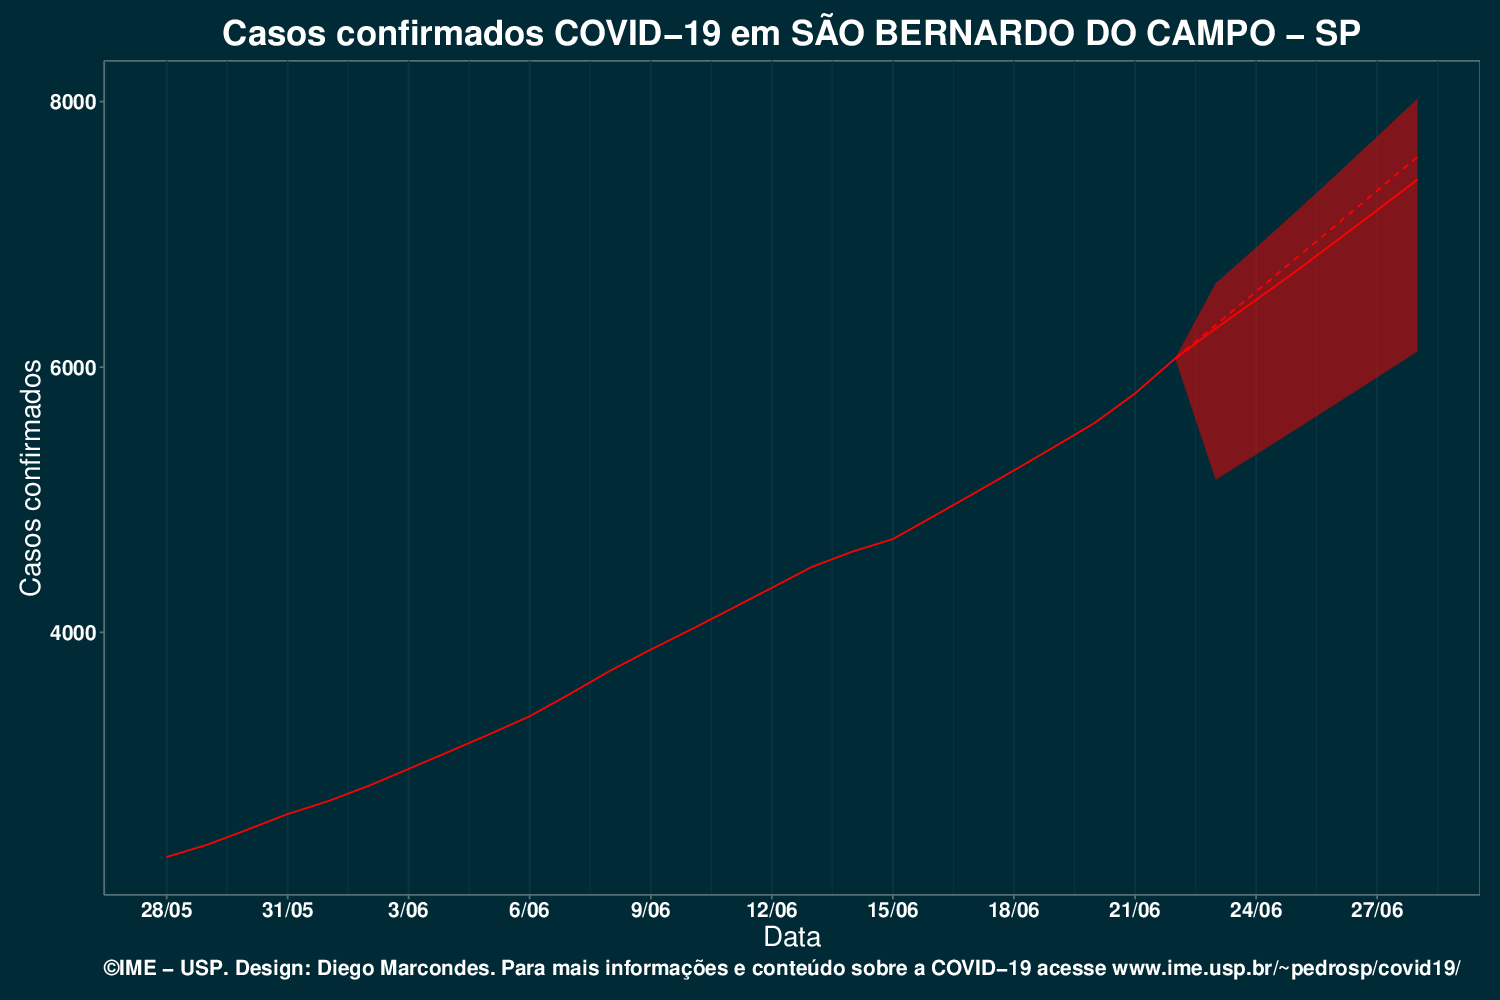 Casos confirmados COVID−19 em SÃO BERNARDO DO CAMPO − SP
Casos confirmados
8000
6000
4000
28/05 31/05 3/06 6/06 9/06 12/06 15/06 18/06 21/06 24/06 27/06
Data
©IME − USP. Design: Diego Marcondes. Para mais informações e conteúdo sobre a COVID−19 acesse www.ime.usp.br/~pedrosp/covid19/